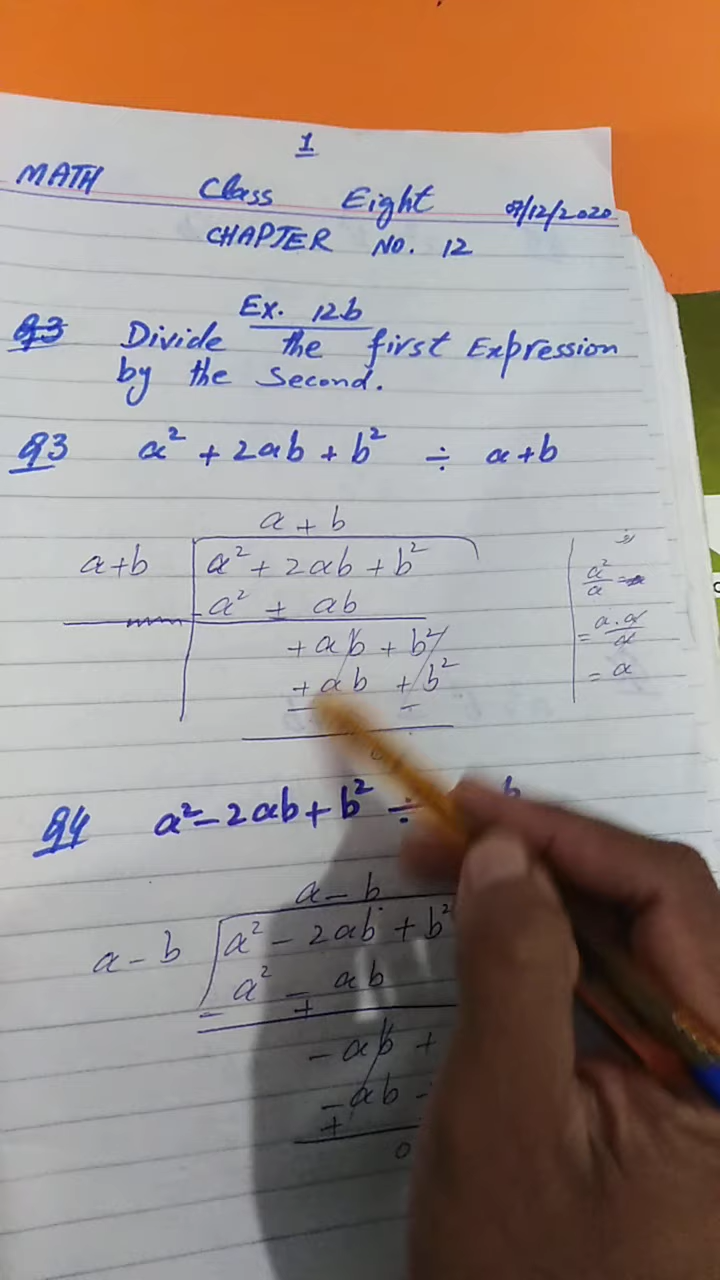 1
MATH Class Eight 07/12/2020
CHAPTER NO. 12
Ex. 12b
Q3 Divide the first Expression
by the Second.
Q3 a² + 2ab + b² ÷ a+b
a + b
a+b a² + 2ab + b²
-a² + ab
+ ab + b²
+ ab + b²
- -
a²/a
= a.a/a
= a
Q4 a² - 2ab + b² ÷ b
a - b
a - b a² - 2ab + b²
- a² - ab
+
- ab +
- ab
+
0